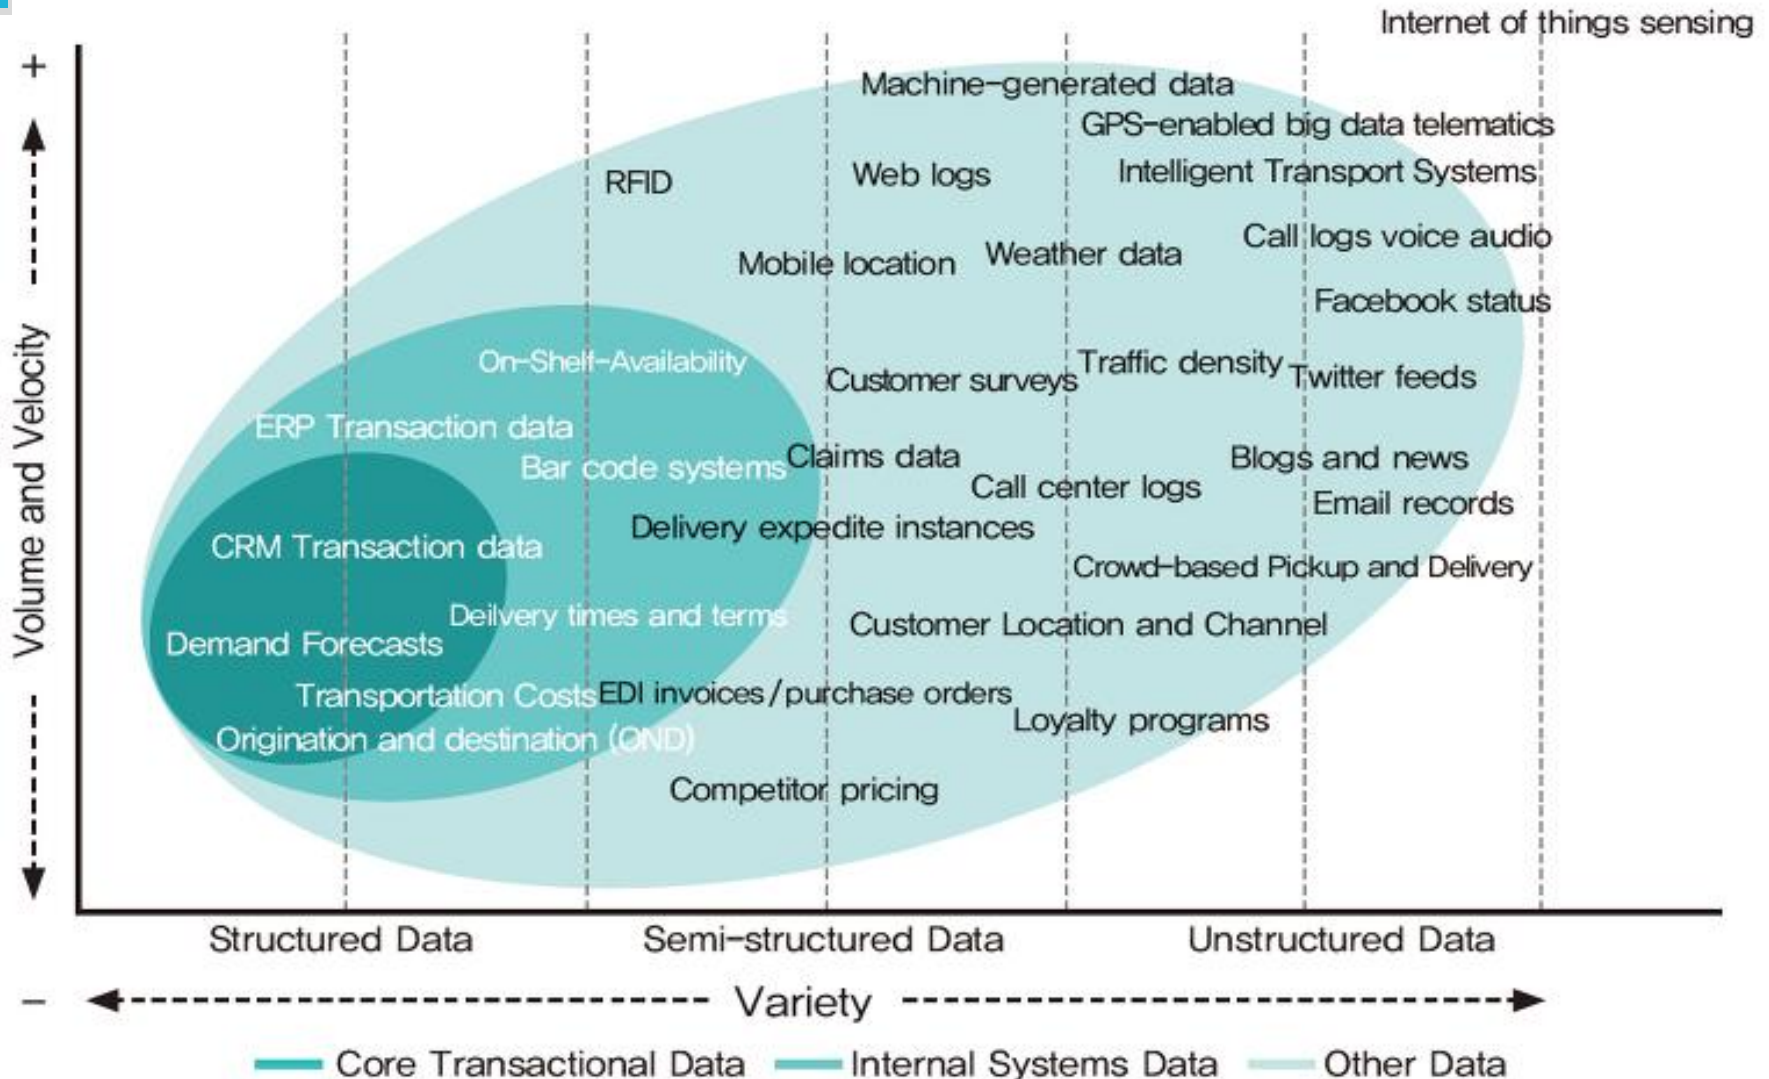 Internet of things sensing
+
Machine-generated data
GPS-enabled big data telematics
Intelligent Transport Systems
Web logs
RFID
Call logs voice audio
Weather data
Mobile location
Facebook status
On-Shelf-Availability
Traffic density
Customer surveys
Twitter feeds
ERP Transaction data
Bar code systems
Claims data
Blogs and news
Call center logs
Email records
Delivery expedite instances
CRM Transaction data
Crowd-based Pickup and Delivery
Deilvery times and terms
Customer Location and Channel
Demand Forecasts
Transportation Costs
EDI invoices/purchase orders
Loyalty programs
Origination and destination (OND)
Competitor pricing
Volume and Velocity
Structured Data
Semi-structured Data
Unstructured Data
−
Variety
Core Transactional Data
Internal Systems Data
Other Data